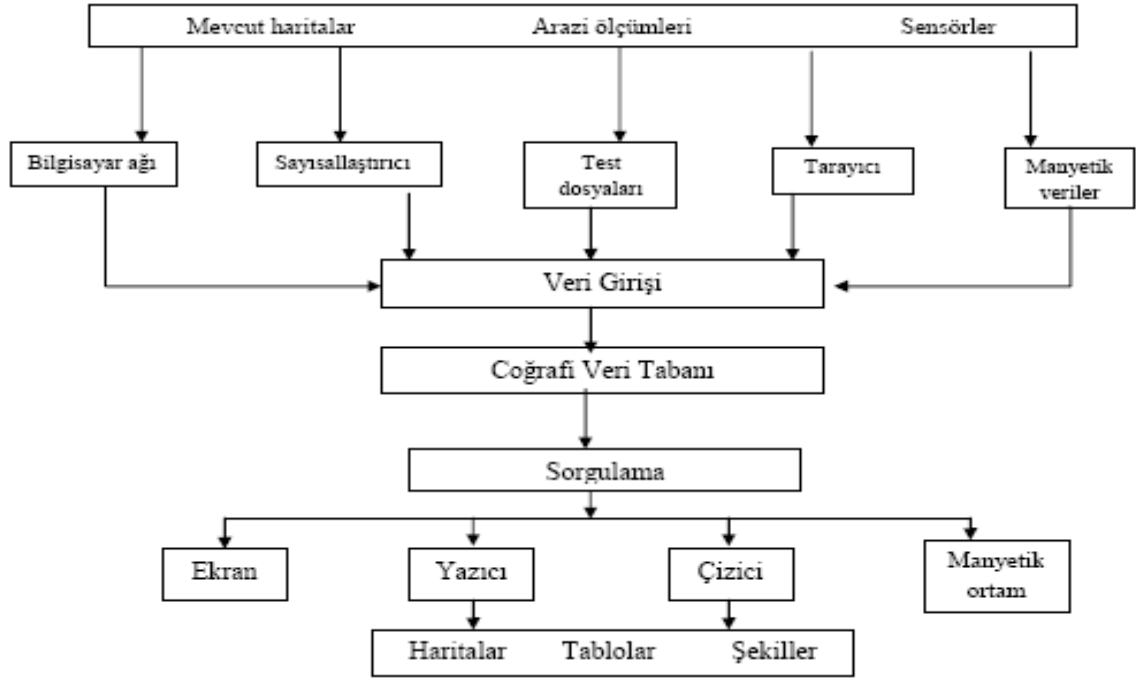 Mevcut haritalar Arazi ölçümleri Sensörler
Bilgisayar ağı
Sayısallaştırıcı
Test
dosyaları
Tarayıcı
Manyetik
veriler
Veri Girişi
Coğrafi Veri Tabanı
Sorgulama
Ekran
Yazıcı
Çizici
Manyetik
ortam
Haritalar Tablolar Şekiller